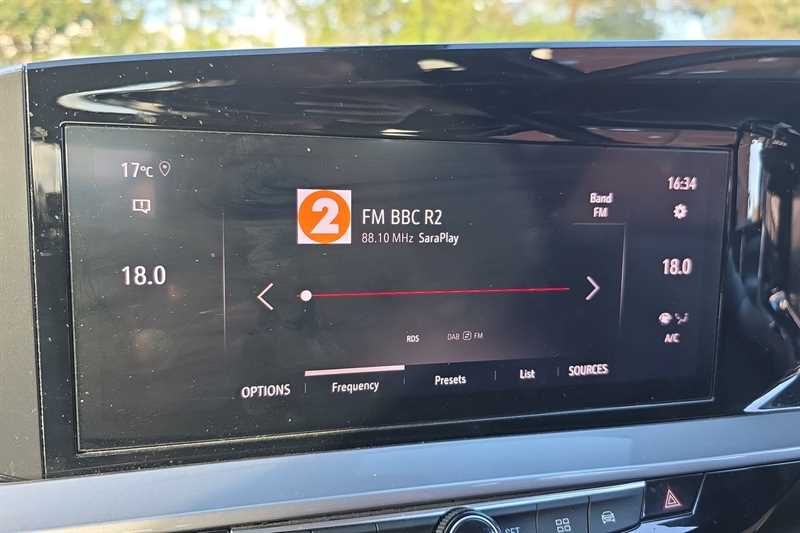 17°C
16:34
2
FM BBC R2
88.10 MHz SaraPlay
Band
FM
18.0
18.0
RDS
DAB FM
A/C
OPTIONS
Frequency
Presets
List
SOURCES
SET